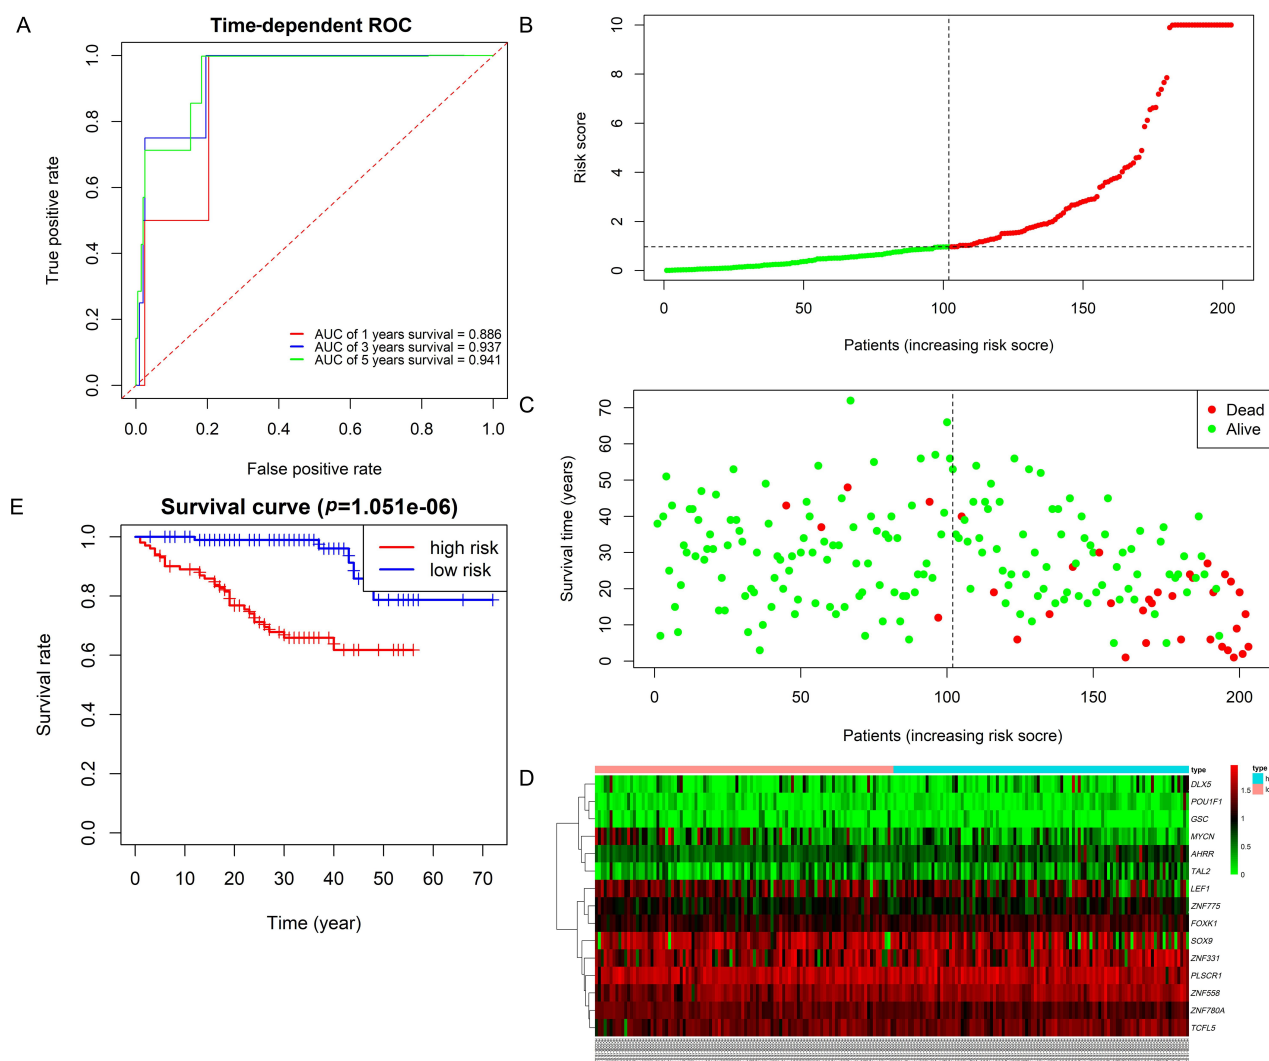 A
Time-dependent ROC
True positive rate
1.0
0.8
0.6
0.4
0.2
0.0
AUC of 1 years survival = 0.886
AUC of 3 years survival = 0.937
AUC of 5 years survival = 0.941
0.0 0.2 0.4 0.6 0.8 1.0
False positive rate
B
Risk score
10
8
6
4
2
0
0 50 100 150 200
Patients (increasing risk socre)
C
Survival time (years)
70
60
50
40
30
20
10
0
Dead
Alive
0 50 100 150 200
Patients (increasing risk socre)
E
Survival curve (p=1.051e-06)
Survival rate
1.0
0.8
0.6
0.4
0.2
0.0
high risk
low risk
0 10 20 30 40 50 60 70
Time (year)
D
type
DLX5
POU1F1
GSC
MYCN
AHRR
TAL2
LEF1
ZNF775
FOXK1
SOX9
ZNF331
PLSCR1
ZNF558
ZNF780A
TCFL5
1.5
1
0.5
0
type
h
lo